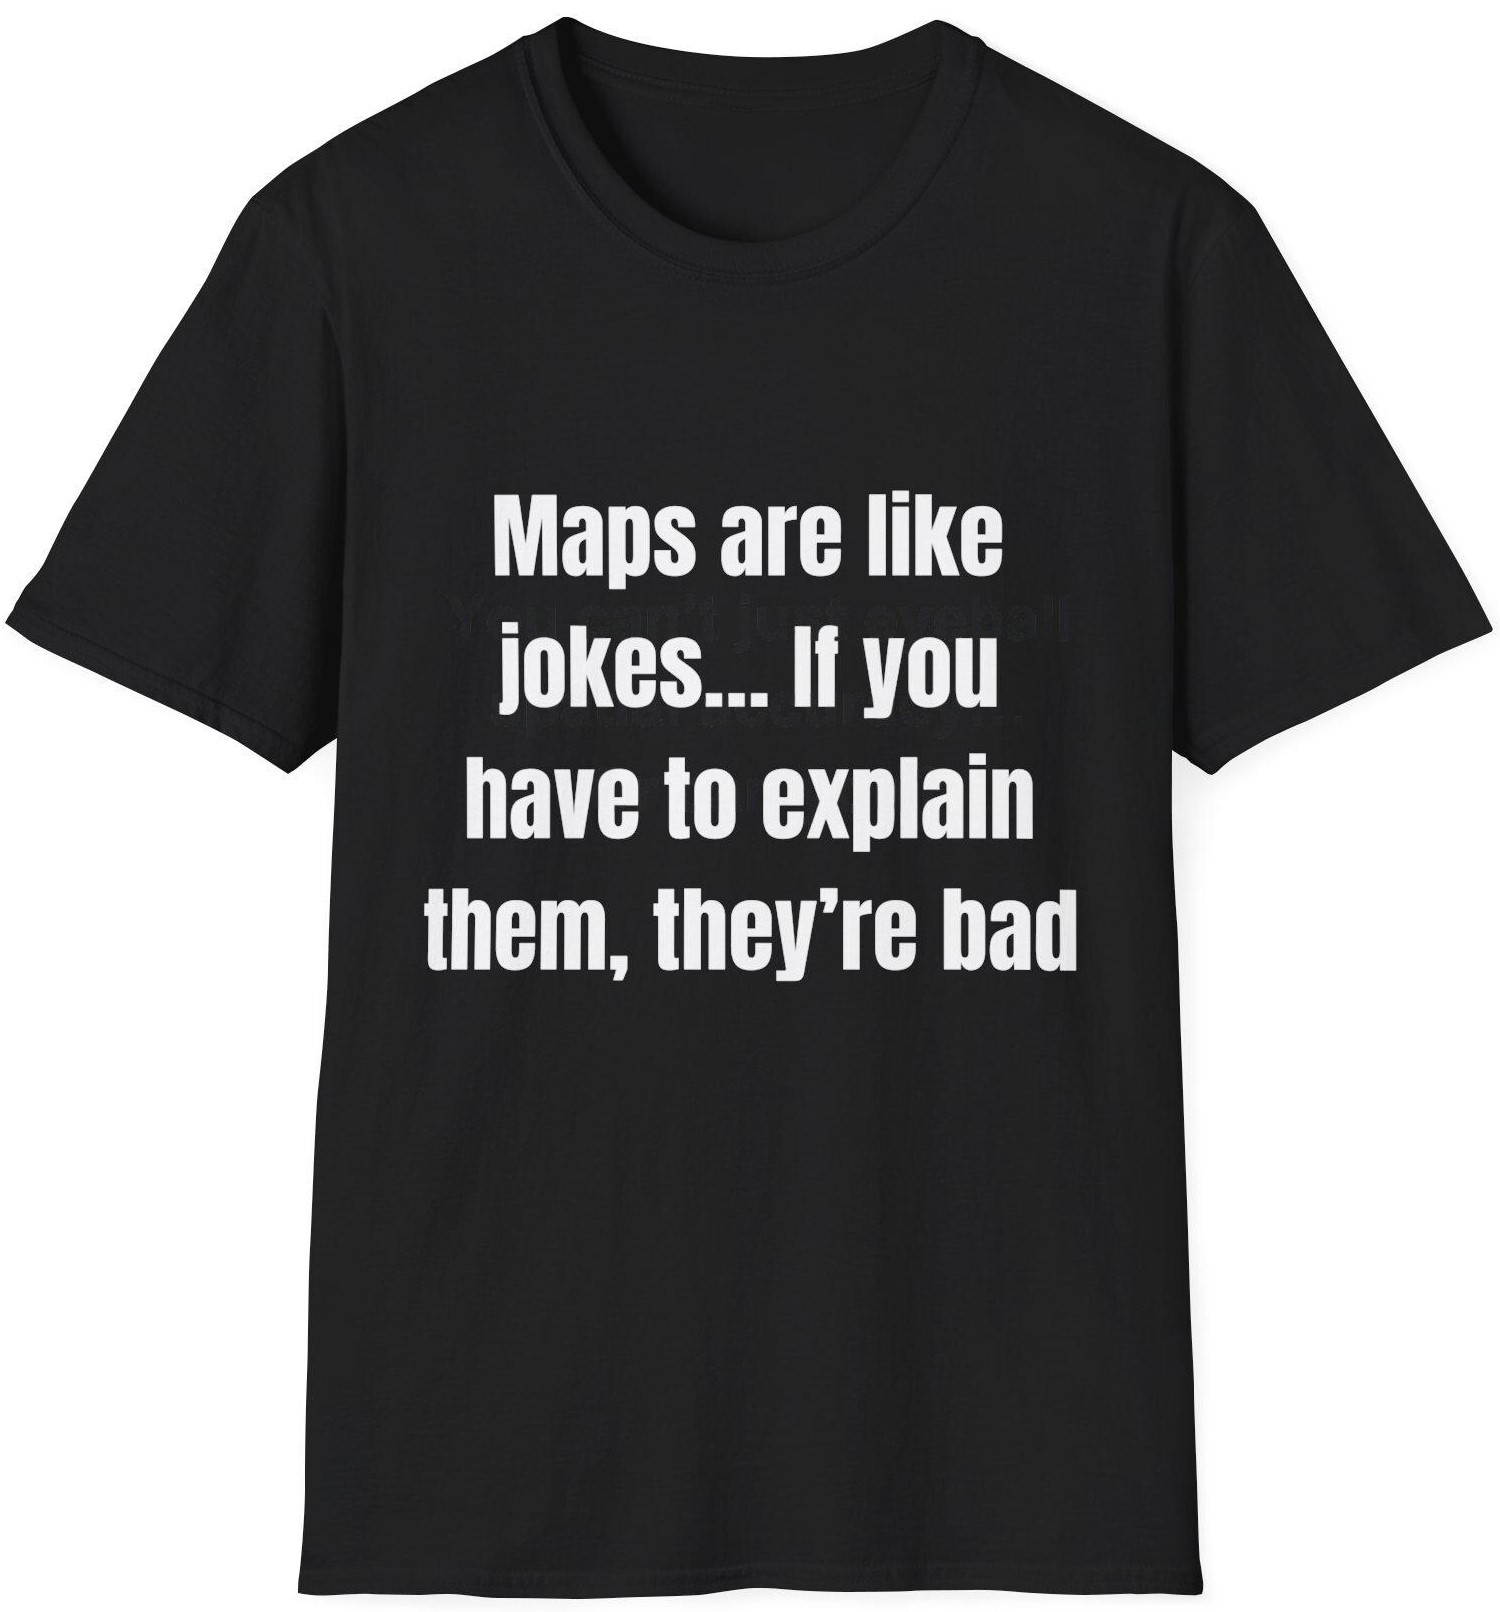 Maps are like
jokes... If you
have to explain
them, they’re bad